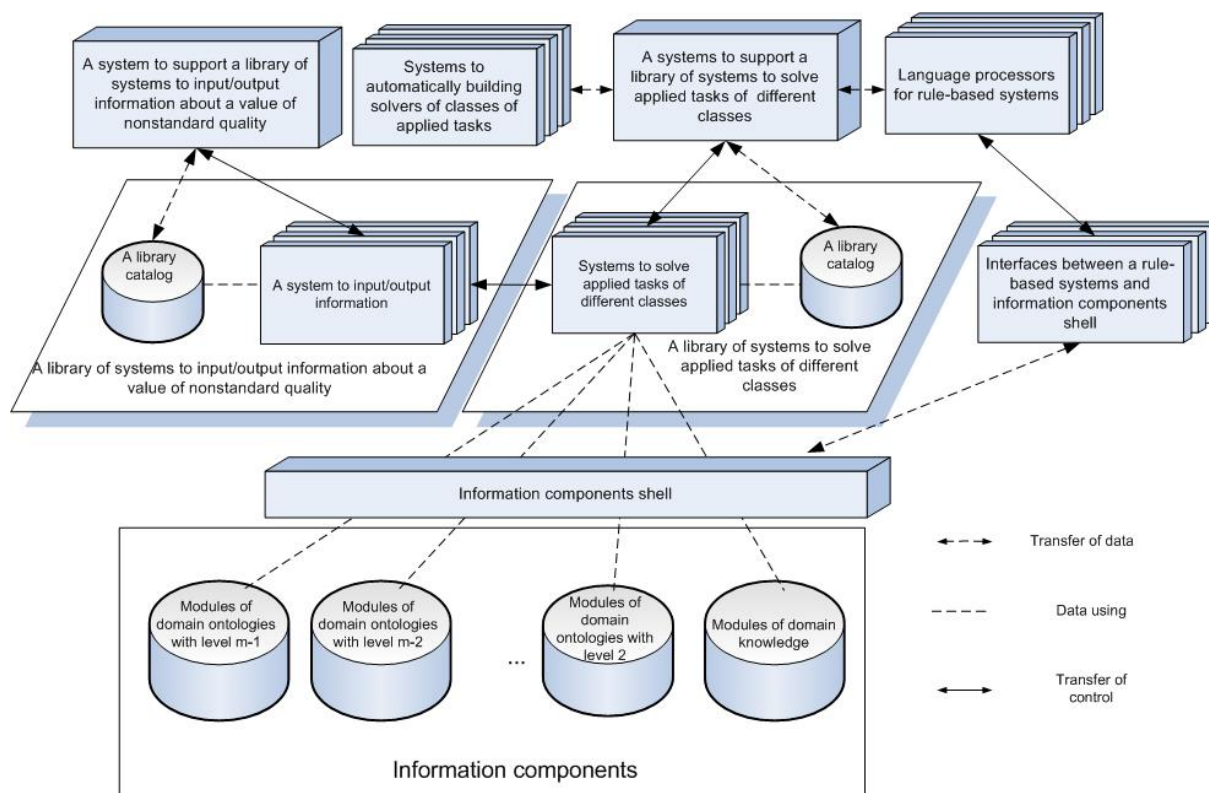 A system to support a library of
systems to input/output
information about a value of
nonstandard quality
Systems to
automatically building
solvers of classes of
applied tasks
A systems to support a
library of systems to solve
applied tasks of different
classes
Language processors
for rule-based systems
A library
catalog
A system to input/output
information
A library of systems to input/output information about a
value of nonstandard quality
Systems to solve
applied tasks of
different classes
A library
catalog
A library of systems to solve
applied tasks of different
classes
Interfaces between a rule-
based systems and
information components
shell
Information components shell
Modules of
domain ontologies
with level m-1
Modules of
domain ontologies
with level m-2
...
Modules of
domain
ontologies with
level 2
Modules of domain
knowledge
Information components
Transfer of data
Data using
Transfer of
control